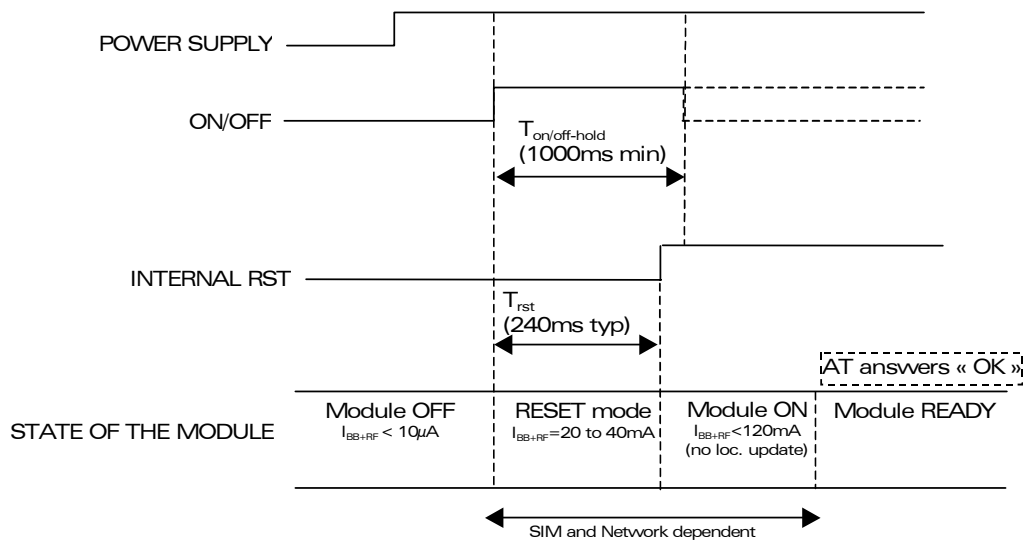 POWER SUPPLY
ON/OFF
Ton/off-hold
(1000ms min)
INTERNAL RST
Trst
(240ms typ)
AT answers « OK »
STATE OF THE MODULE
Module OFF
IBB+RF < 10µA
RESET mode
IBB+RF=20 to 40mA
Module ON
IBB+RF<120mA
(no loc. update)
Module READY
SIM and Network dependent